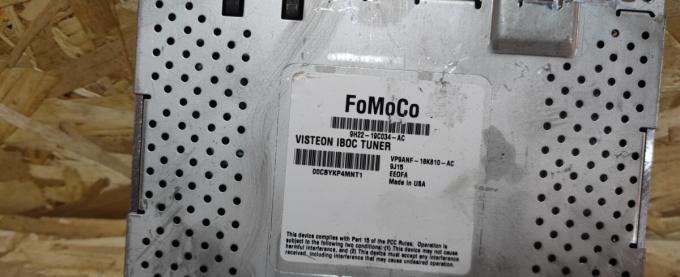 FoMoCo
9H22-19C034-AC
VISTEON IBOC TUNER
VP9ANF-18K810-AC
9J15
00CBYKP4MNT1
EEOFA
Made in USA
This device complies with Part 15 of the FCC Rules. Operation is
subject to the following two conditions: (1) This device may not cause
harmful interference, and (2) This device must accept any interference
received, including interference that may cause undesired operation.